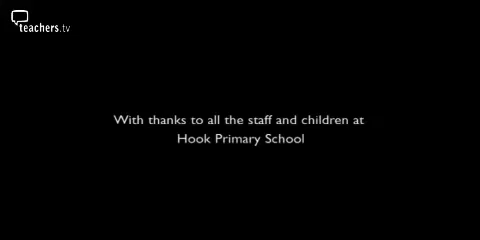 teachers.tv
With thanks to all the staff and children at
Hook Primary School